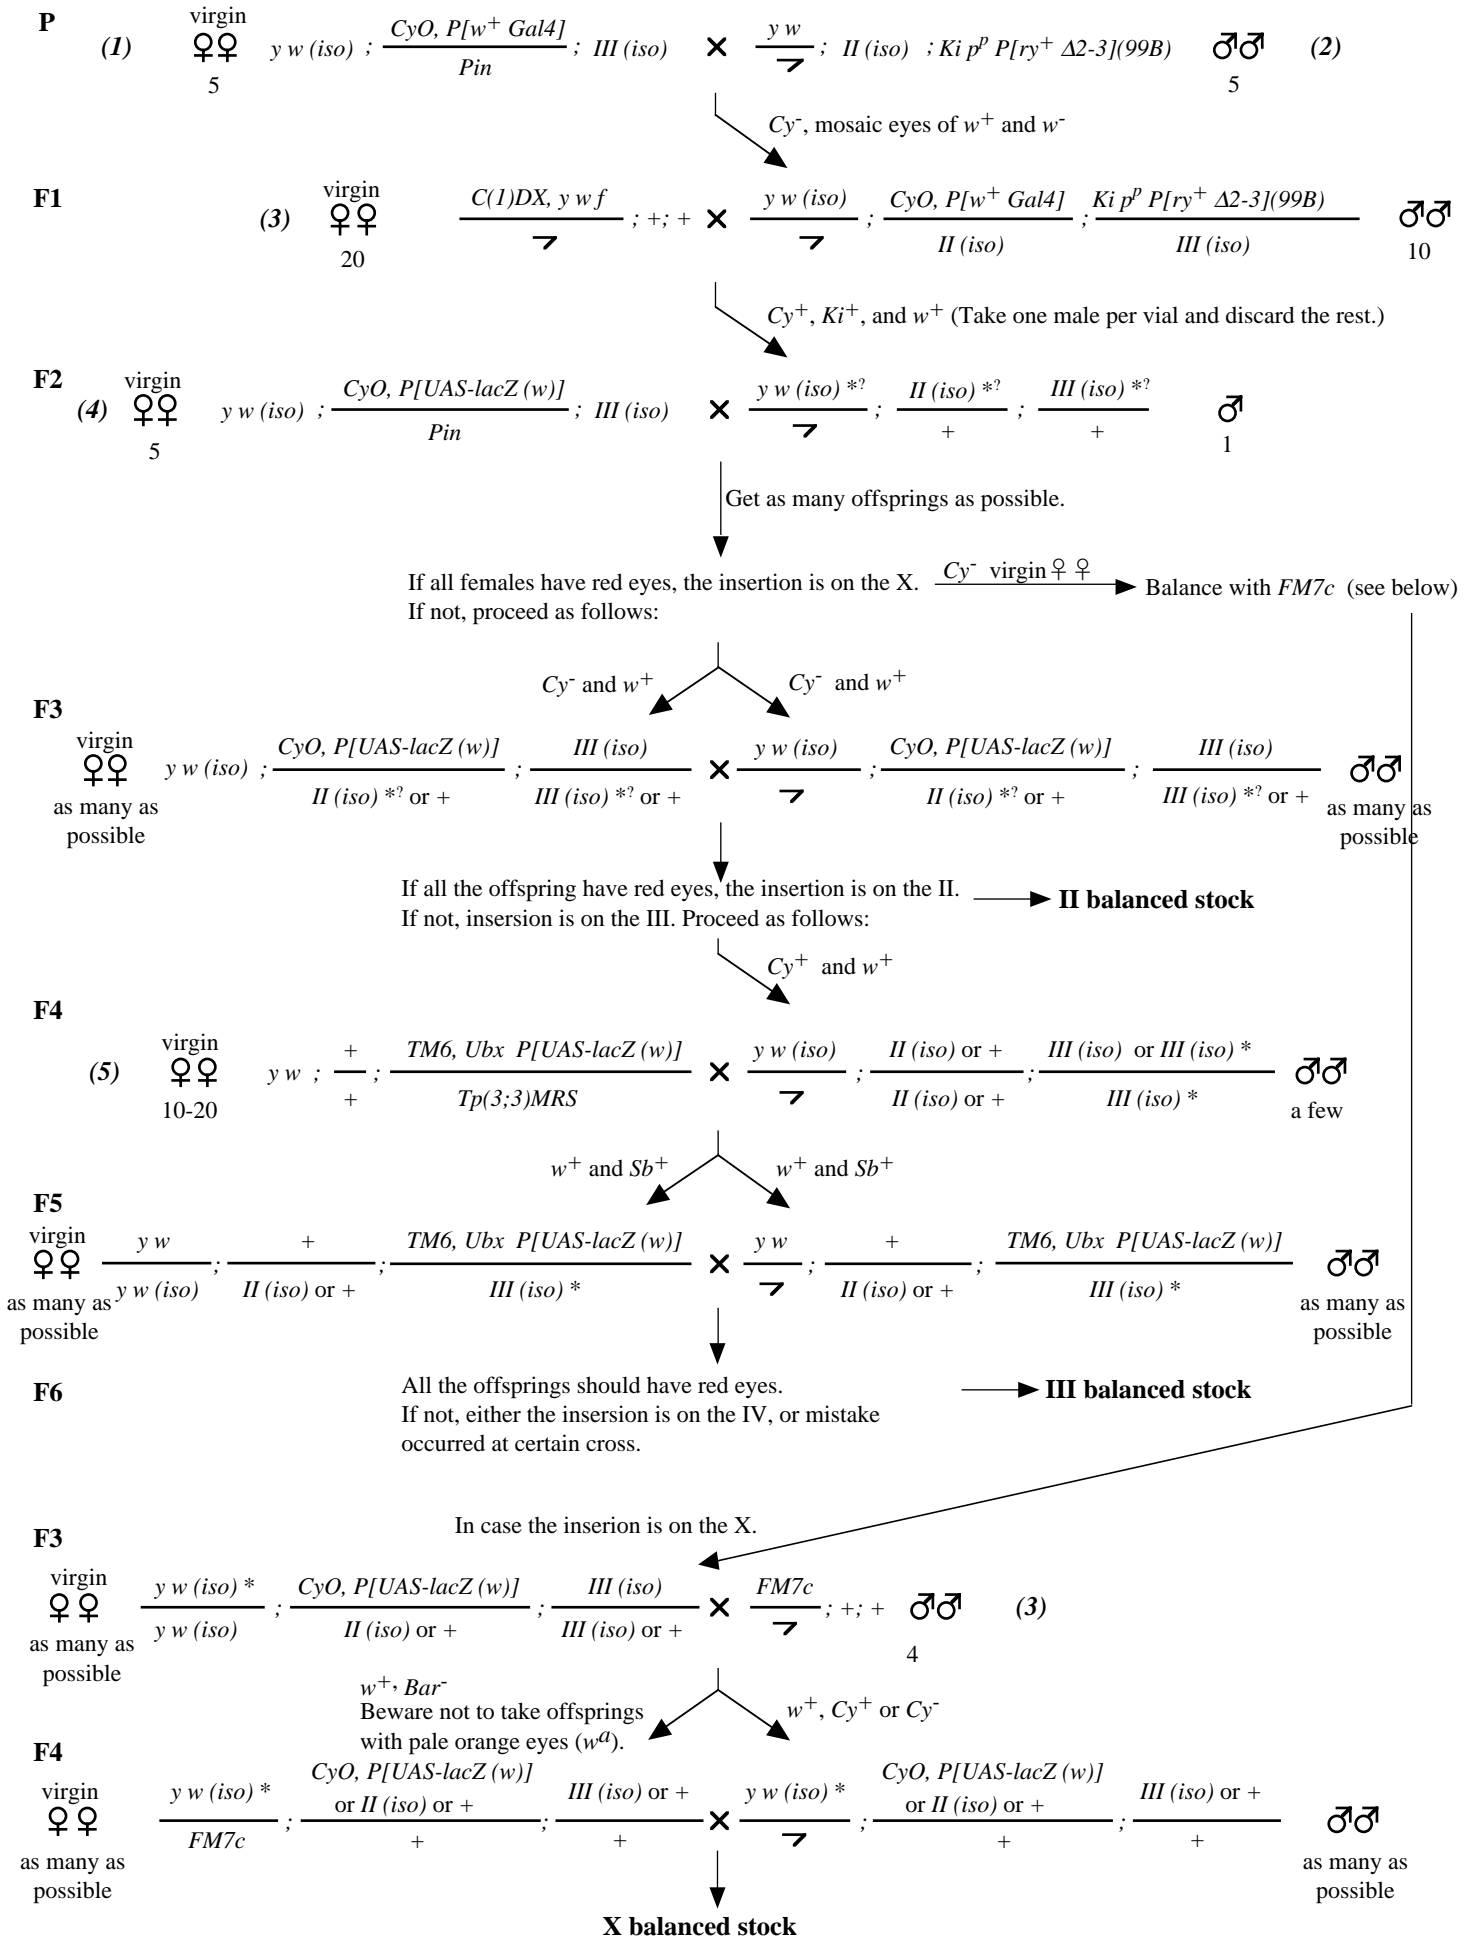 P
(1) virgin ♀♀ 5 y w (iso) ; CyO, P[w+ Gal4] / Pin ; III (iso) × y w / ⇁ ; II (iso) ; Ki pp P[ry+ Δ2-3](99B) ♂♂ 5 (2)
Cy-, mosaic eyes of w+ and w-
F1
(3) virgin ♀♀ 20 C(1)DX, y w f / ⇁ ; +; + × y w (iso) / ⇁ ; CyO, P[w+ Gal4] / II (iso) ; Ki pp P[ry+ Δ2-3](99B) / III (iso) ♂♂ 10
Cy+, Ki+, and w+ (Take one male per vial and discard the rest.)
F2
(4) virgin ♀♀ 5 y w (iso) ; CyO, P[UAS-lacZ (w)] / Pin ; III (iso) × y w (iso) *? / ⇁ ; II (iso) *? / + ; III (iso) *? / + ♂ 1
Get as many offsprings as possible.
If all females have red eyes, the insertion is on the X. Cy- virgin ♀ ♀ Balance with FM7c (see below)
If not, proceed as follows:
Cy- and w+ Cy- and w+
F3
virgin ♀♀ as many as possible y w (iso) ; CyO, P[UAS-lacZ (w)] / II (iso) *? or + ; III (iso) / III (iso) *? or + × y w (iso) / ⇁ ; CyO, P[UAS-lacZ (w)] / II (iso) *? or + ; III (iso) / III (iso) *? or + ♂♂ as many as possible
If all the offspring have red eyes, the insertion is on the II. II balanced stock
If not, insersion is on the III. Proceed as follows:
Cy+ and w+
F4
(5) virgin ♀♀ 10-20 y w ; + / + ; TM6, Ubx P[UAS-lacZ (w)] / Tp(3;3)MRS × y w (iso) / ⇁ ; II (iso) or + / II (iso) or + ; III (iso) or III (iso) * / III (iso) * ♂♂ a few
w+ and Sb+ w+ and Sb+
F5
virgin ♀♀ as many as possible y w / y w (iso) ; + / II (iso) or + ; TM6, Ubx P[UAS-lacZ (w)] / III (iso) * × y w / ⇁ ; + / II (iso) or + ; TM6, Ubx P[UAS-lacZ (w)] / III (iso) * ♂♂ as many as possible
F6
All the offsprings should have red eyes. III balanced stock
If not, either the insersion is on the IV, or mistake
occurred at certain cross.
In case the inserion is on the X.
F3
virgin ♀♀ as many as possible y w (iso) * / y w (iso) ; CyO, P[UAS-lacZ (w)] / II (iso) or + ; III (iso) / III (iso) or + × FM7c / ⇁ ; +; + ♂♂ 4 (3)
w+, Bar-
Beware not to take offsprings
with pale orange eyes (wa).
w+, Cy+ or Cy-
F4
virgin ♀♀ as many as possible y w (iso) * / FM7c ; CyO, P[UAS-lacZ (w)] or II (iso) or + / + ; III (iso) or + / + × y w (iso) * / ⇁ ; CyO, P[UAS-lacZ (w)] or II (iso) or + / + ; III (iso) or + / + ♂♂ as many as possible
X balanced stock